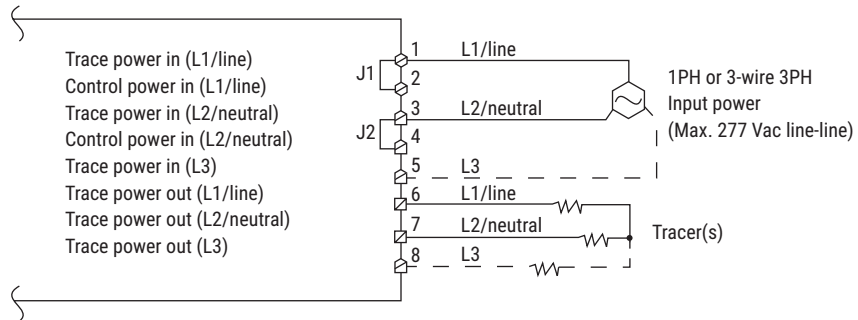 Trace power in (L1/line)
Control power in (L1/line)
Trace power in (L2/neutral)
Control power in (L2/neutral)
Trace power in (L3)
Trace power out (L1/line)
Trace power out (L2/neutral)
Trace power out (L3)
J1
J2
1
2
3
4
5
6
7
8
L1/line
L2/neutral
L3
L1/line
L2/neutral
L3
1PH or 3-wire 3PH
Input power
(Max. 277 Vac line-line)
Tracer(s)